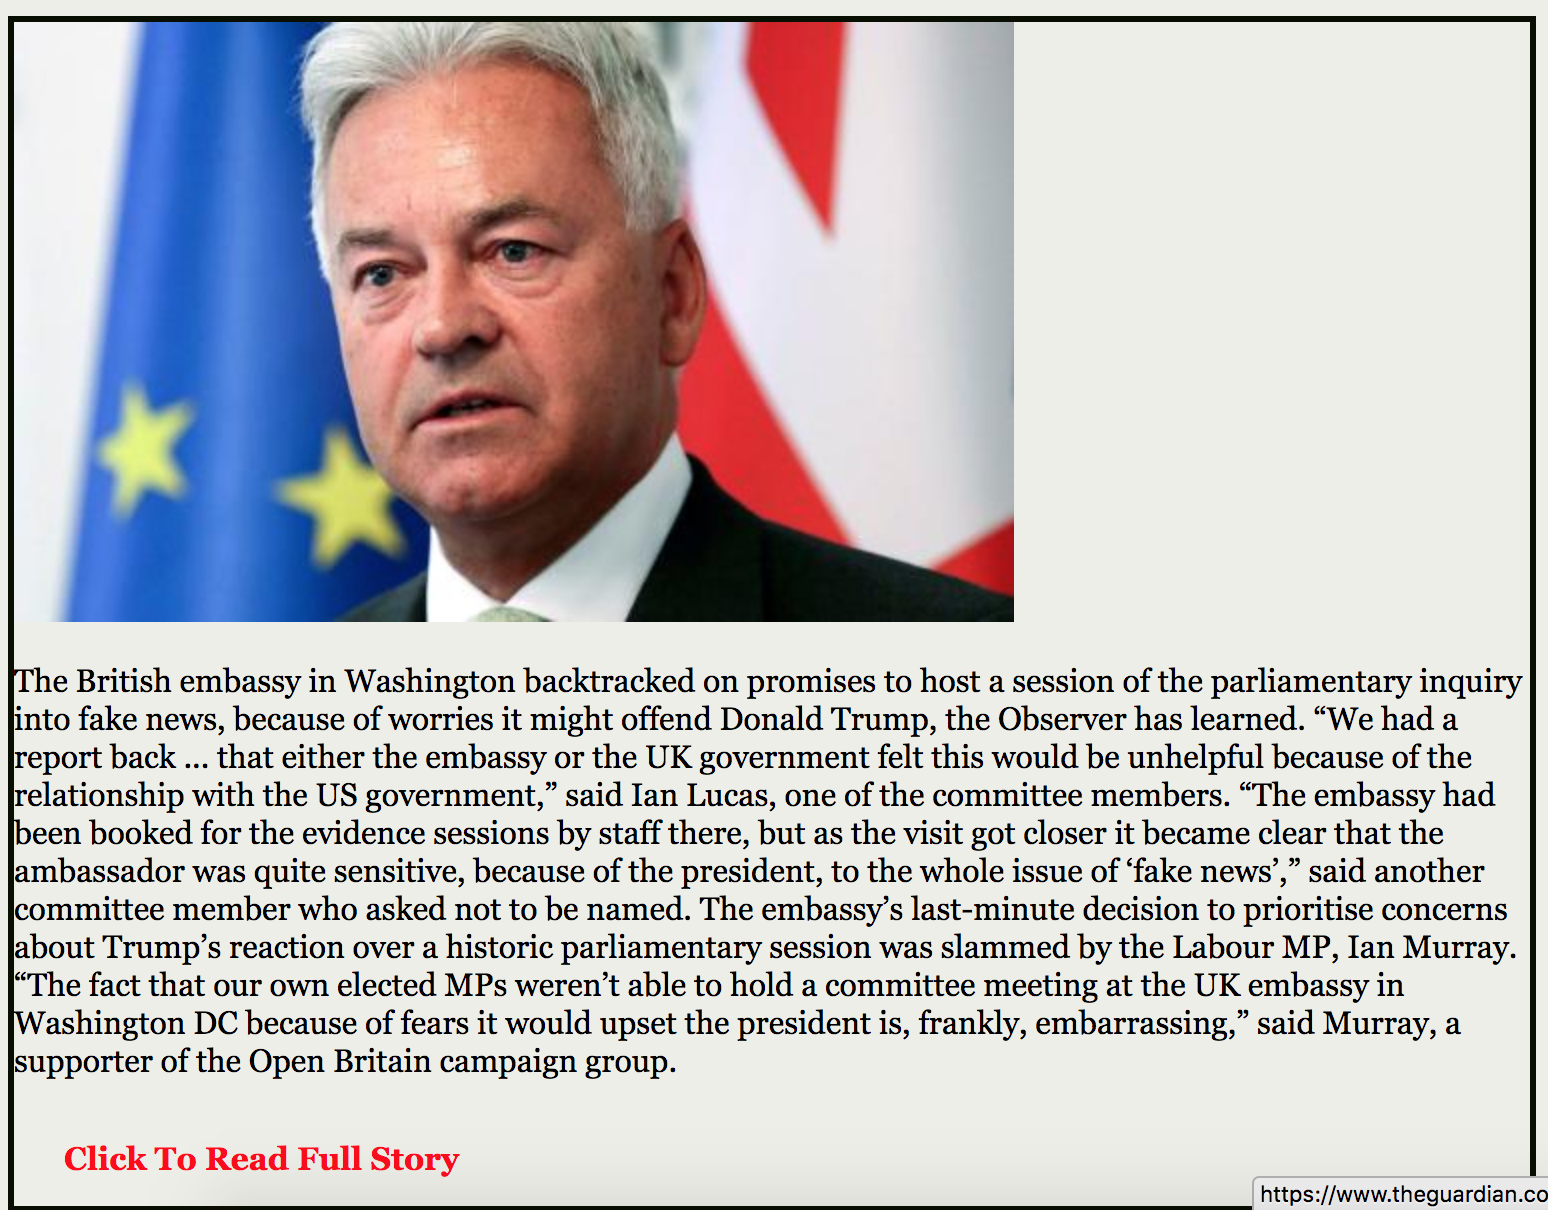 The British embassy in Washington backtracked on promises to host a session of the parliamentary inquiry
into fake news, because of worries it might offend Donald Trump, the Observer has learned. “We had a
report back ... that either the embassy or the UK government felt this would be unhelpful because of the
relationship with the US government,” said Ian Lucas, one of the committee members. “The embassy had
been booked for the evidence sessions by staff there, but as the visit got closer it became clear that the
ambassador was quite sensitive, because of the president, to the whole issue of ‘fake news’,” said another
committee member who asked not to be named. The embassy’s last-minute decision to prioritise concerns
about Trump’s reaction over a historic parliamentary session was slammed by the Labour MP, Ian Murray.
“The fact that our own elected MPs weren’t able to hold a committee meeting at the UK embassy in
Washington DC because of fears it would upset the president is, frankly, embarrassing,” said Murray, a
supporter of the Open Britain campaign group.
Click To Read Full Story
https://www.theguardian.co